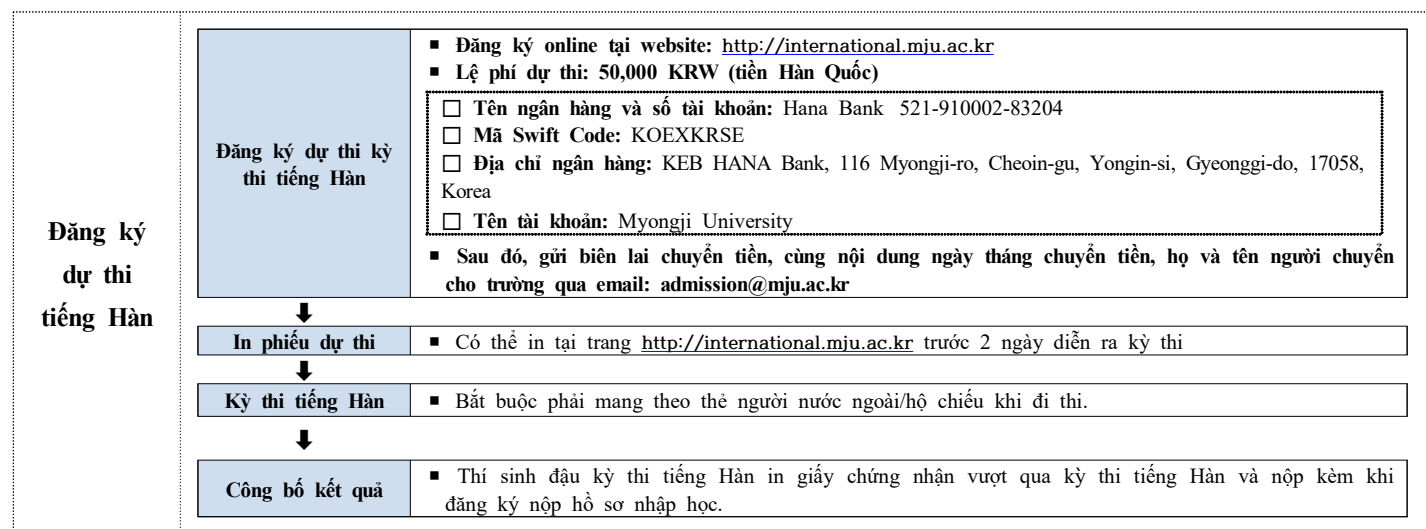 Đăng ký
dự thi
tiếng Hàn
Đăng ký dự thi kỳ
thi tiếng Hàn
▪ Đăng ký online tại website: http://international.mju.ac.kr
▪ Lệ phí dự thi: 50,000 KRW (tiền Hàn Quốc)
□ Tên ngân hàng và số tài khoản: Hana Bank 521-910002-83204
□ Mã Swift Code: KOEXKRSE
□ Địa chỉ ngân hàng: KEB HANA Bank, 116 Myongji-ro, Cheoin-gu, Yongin-si, Gyeonggi-do, 17058,
Korea
□ Tên tài khoản: Myongji University
▪ Sau đó, gửi biên lai chuyển tiền, cùng nội dung ngày tháng chuyển tiền, họ và tên người chuyển
cho trường qua email: admission@mju.ac.kr
In phiếu dự thi
▪ Có thể in tại trang http://international.mju.ac.kr trước 2 ngày diễn ra kỳ thi
Kỳ thi tiếng Hàn
▪ Bắt buộc phải mang theo thẻ người nước ngoài/hộ chiếu khi đi thi.
Công bố kết quả
▪ Thí sinh đậu kỳ thi tiếng Hàn in giấy chứng nhận vượt qua kỳ thi tiếng Hàn và nộp kèm khi
đăng ký nộp hồ sơ nhập học.